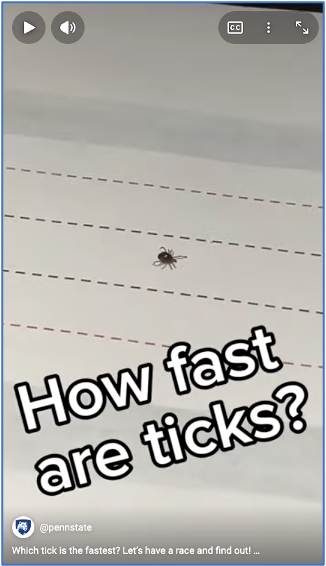 CC
How fast
are ticks?
@pennstate
Which tick is the fastest? Let's have a race and find out! ...